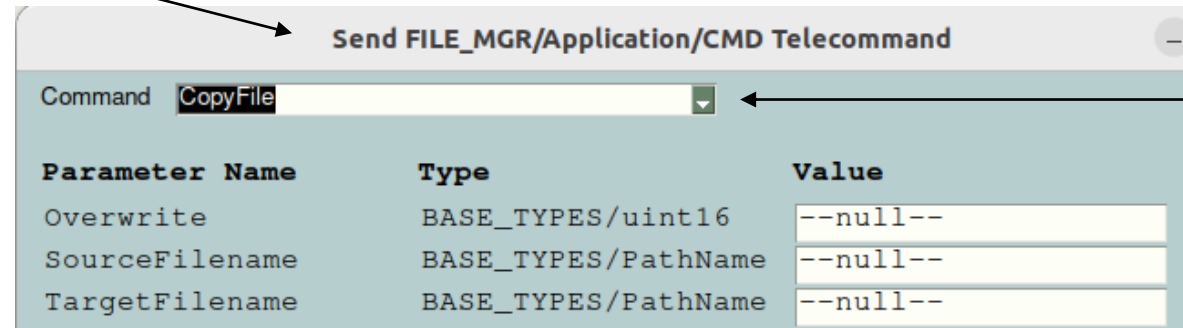 Send FILE_MGR/Application/CMD Telecommand
Command CopyFile
Parameter Name Type Value
Overwrite BASE_TYPES/uint16 --null--
SourceFilename BASE_TYPES/PathName --null--
TargetFilename BASE_TYPES/PathName --null--